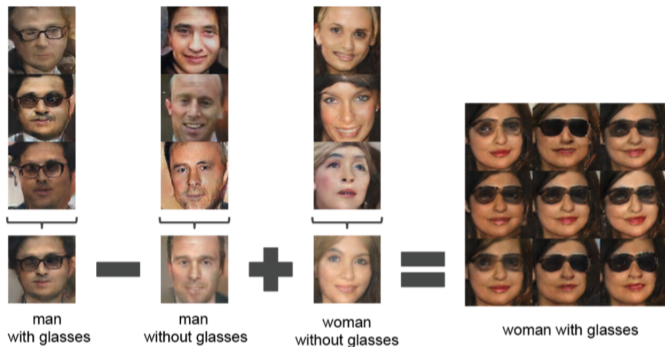 man
with glasses
man
without glasses
woman
without glasses
woman with glasses